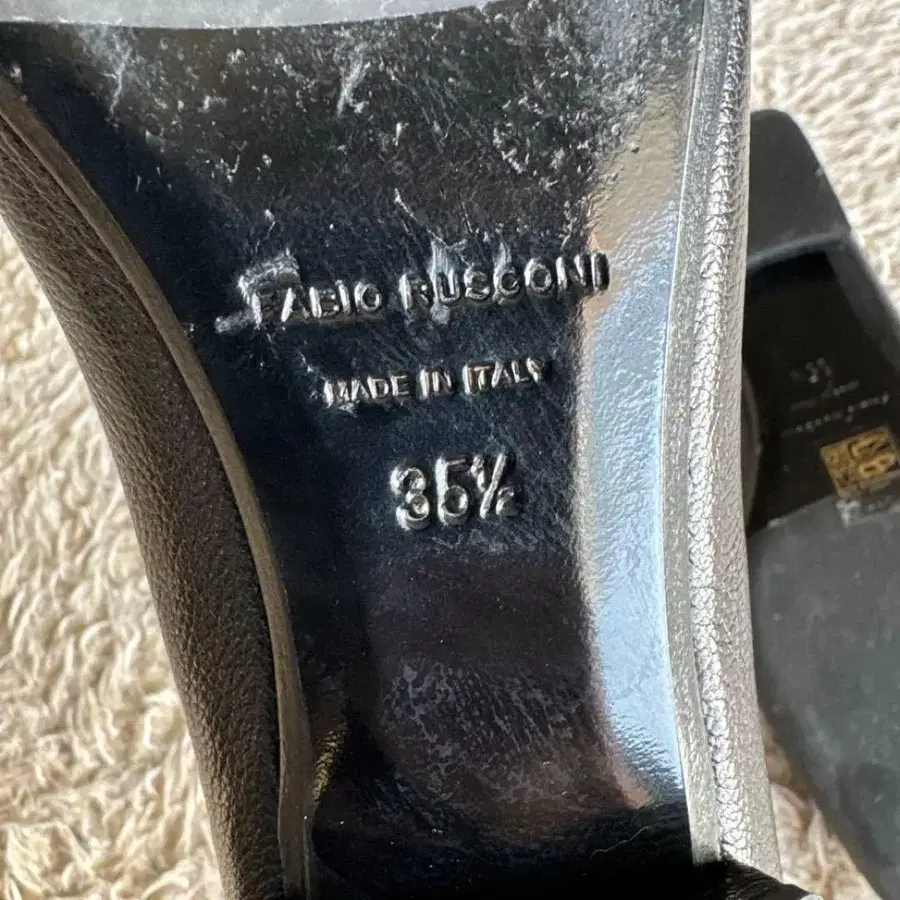 FABIO RUSCONI
MADE IN ITALY
35½